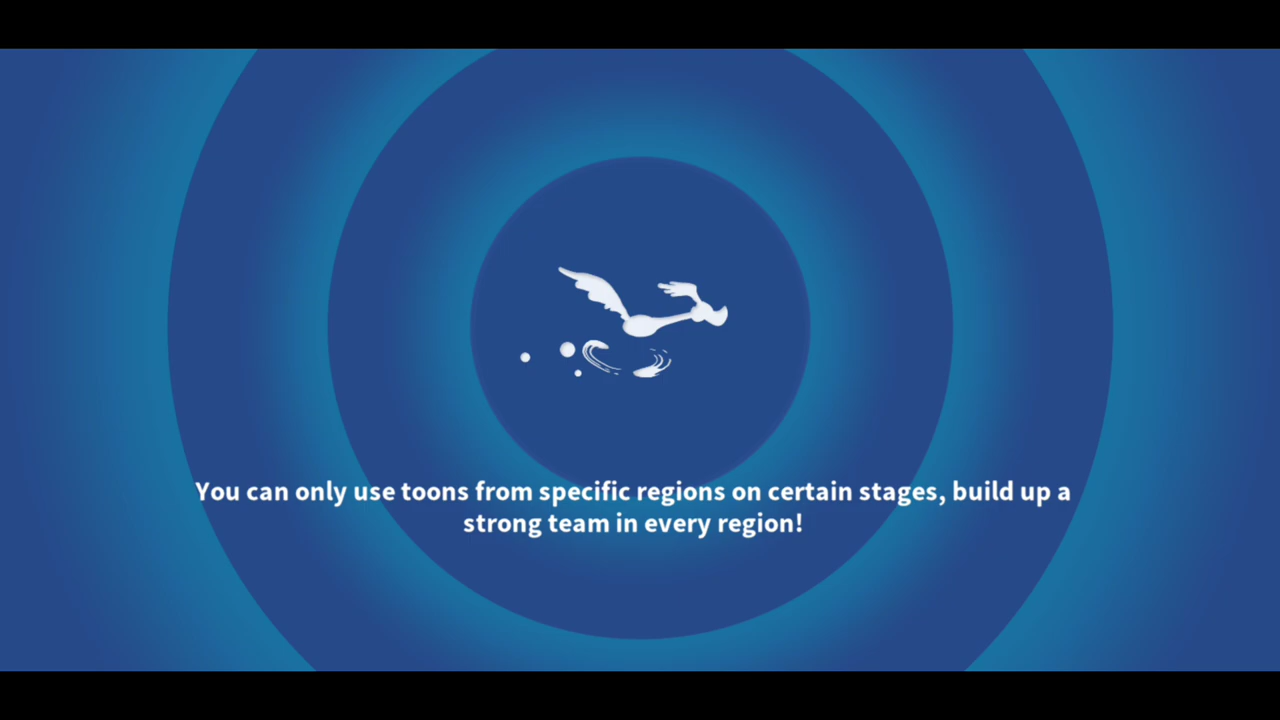 You can only use toons from specific regions on certain stages, build up a
strong team in every region!